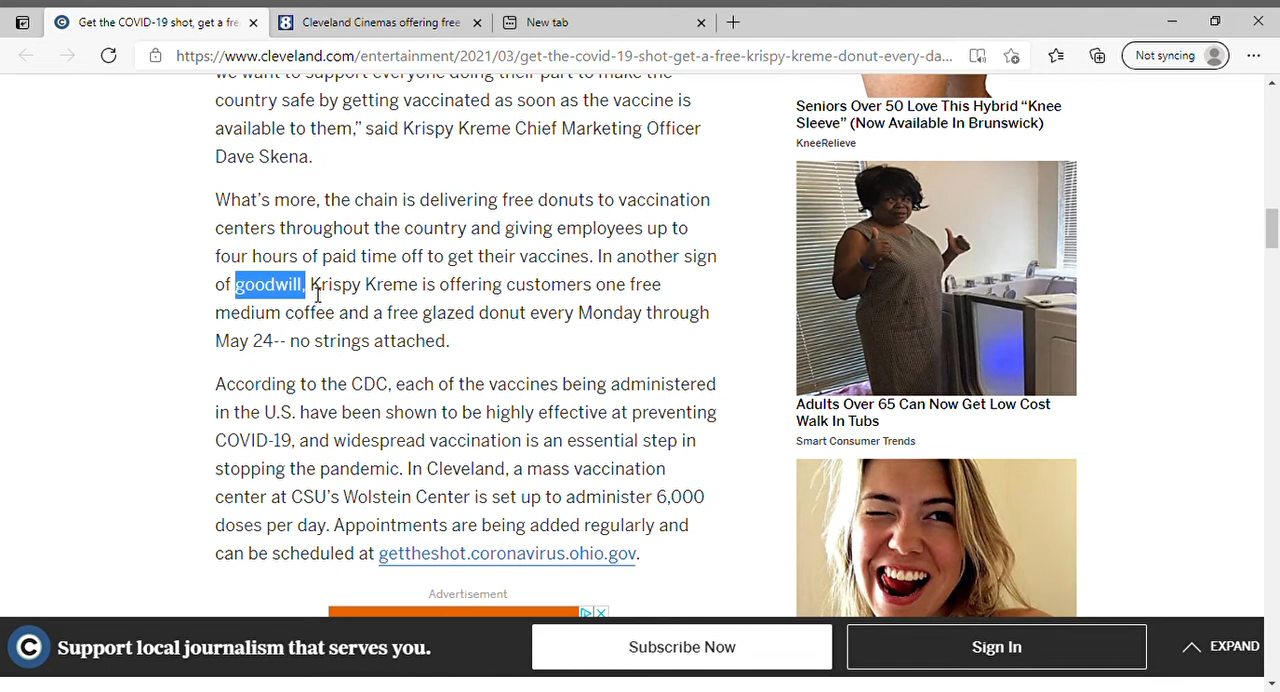 Get the COVID-19 shot, get a fre
Cleveland Cinemas offering free
New tab
https://www.cleveland.com/entertainment/2021/03/get-the-covid-19-shot-get-a-free-krispy-kreme-donut-every-da...
Not syncing
we want to support everyone doing their part to make the
country safe by getting vaccinated as soon as the vaccine is
available to them,” said Krispy Kreme Chief Marketing Officer
Dave Skena.
What’s more, the chain is delivering free donuts to vaccination
centers throughout the country and giving employees up to
four hours of paid time off to get their vaccines. In another sign
of goodwill, Krispy Kreme is offering customers one free
medium coffee and a free glazed donut every Monday through
May 24-- no strings attached.
According to the CDC, each of the vaccines being administered
in the U.S. have been shown to be highly effective at preventing
COVID-19, and widespread vaccination is an essential step in
stopping the pandemic. In Cleveland, a mass vaccination
center at CSU’s Wolstein Center is set up to administer 6,000
doses per day. Appointments are being added regularly and
can be scheduled at gettheshot.coronavirus.ohio.gov.
Advertisement
Seniors Over 50 Love This Hybrid “Knee
Sleeve” (Now Available In Brunswick)
KneeRelieve
Adults Over 65 Can Now Get Low Cost
Walk In Tubs
Smart Consumer Trends
C Support local journalism that serves you.
Subscribe Now
Sign In
EXPAND